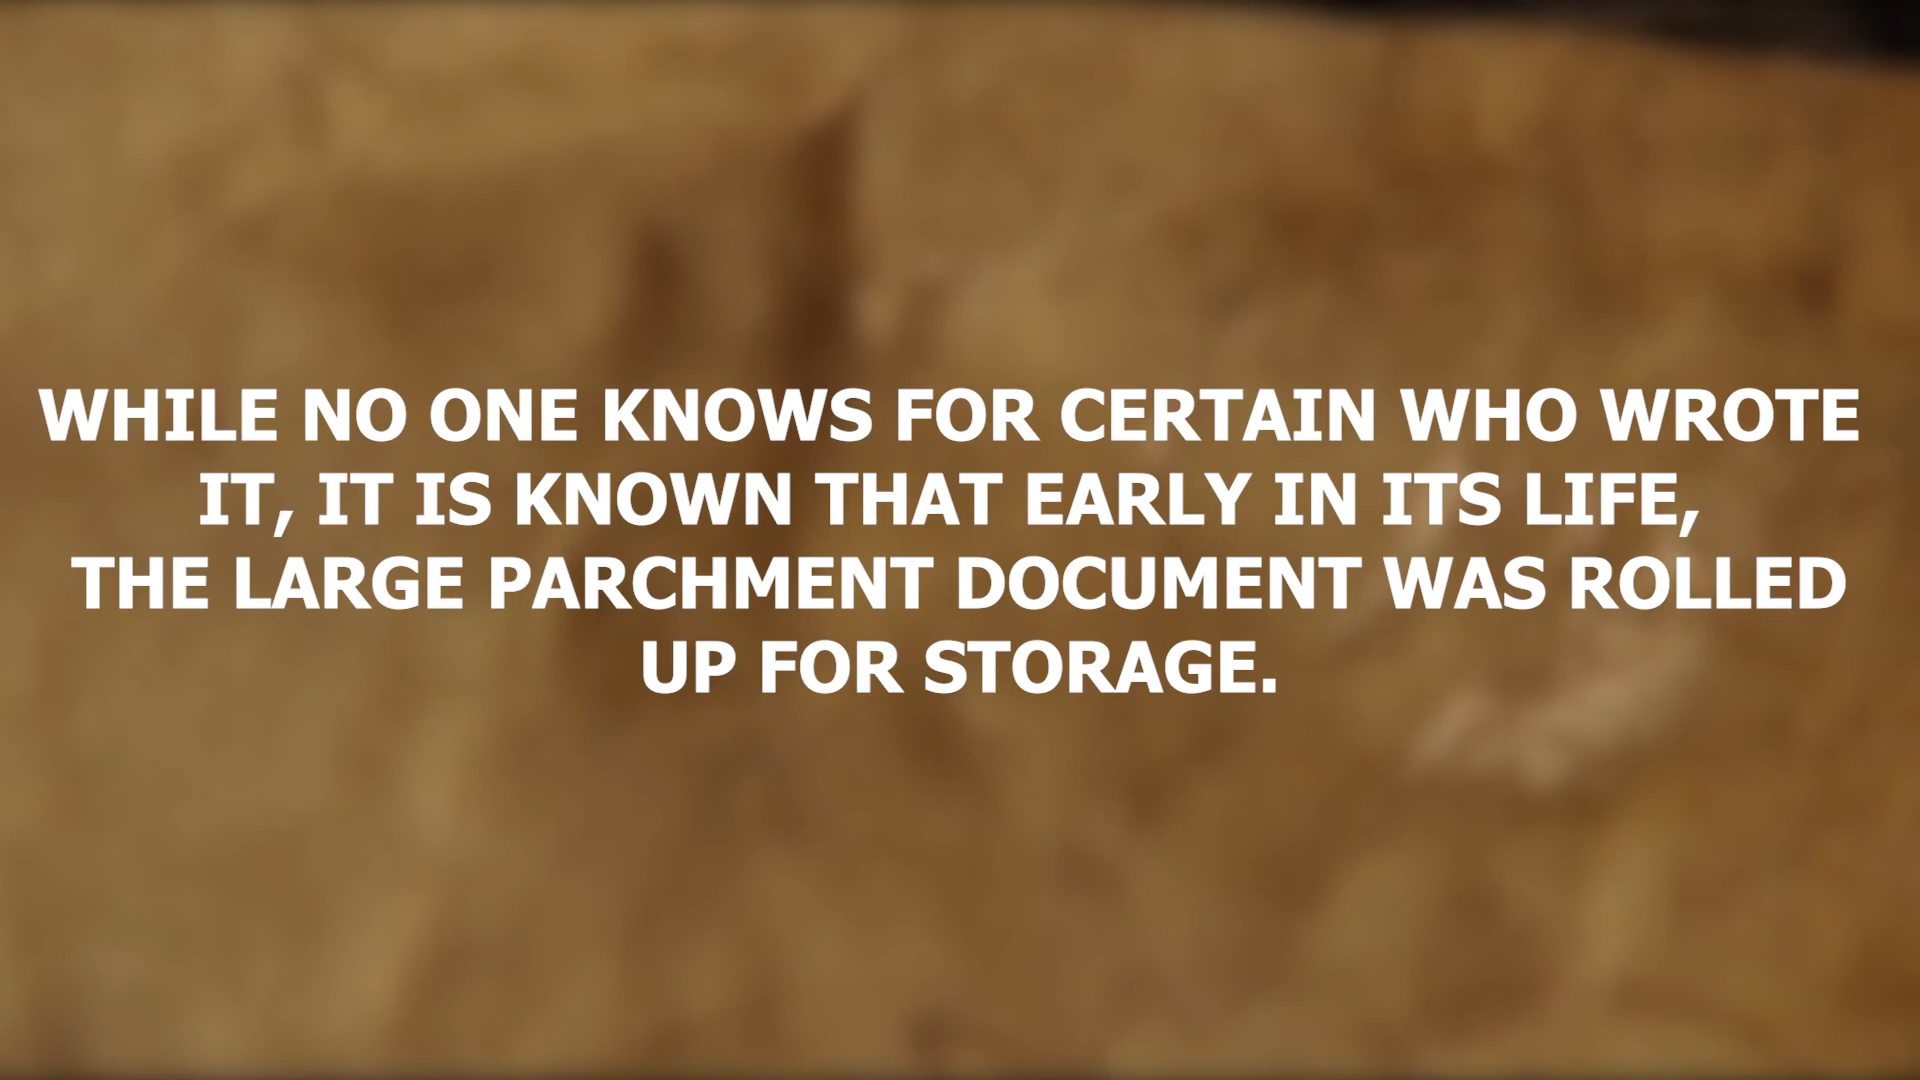 WHILE NO ONE KNOWS FOR CERTAIN WHO WROTE
IT, IT IS KNOWN THAT EARLY IN ITS LIFE,
THE LARGE PARCHMENT DOCUMENT WAS ROLLED
UP FOR STORAGE.